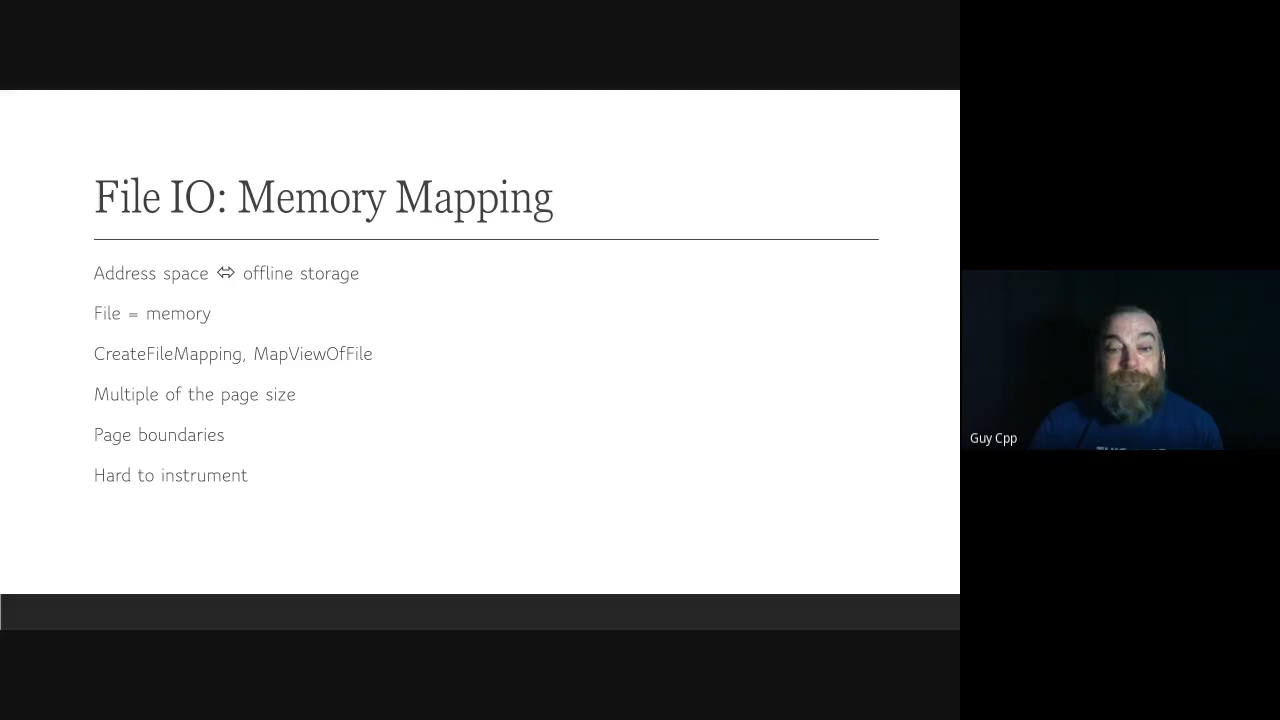 File IO: Memory Mapping
Address space ⬄ offline storage
File = memory
CreateFileMapping, MapViewOfFile
Multiple of the page size
Page boundaries
Hard to instrument
Guy Cpp